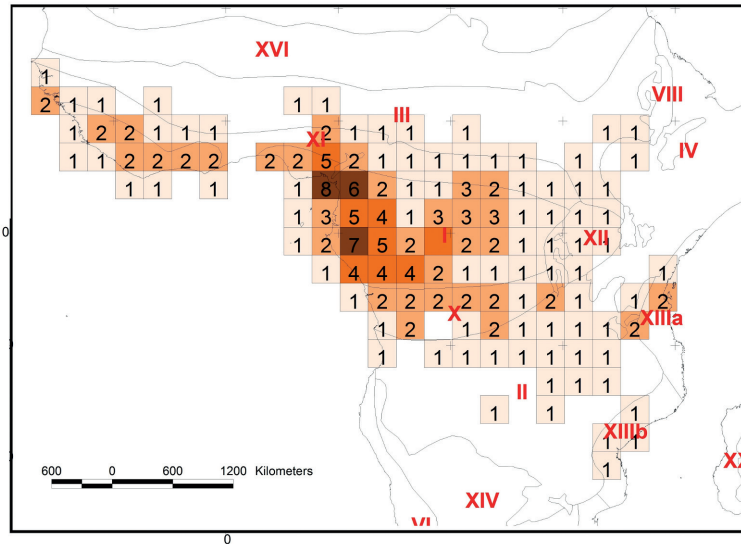 XVI
1
VIII
2 1 1 1 1 1
III
1 2 2 1 1 1 2 1 1 1 1 1 1
XI
IV
1 1 2 2 2 2 2 2 5 2 1 1 1 1 1 1 1 1
1 1 1 1 8 6 2 1 1 3 2 1 1 1 1
1 3 5 4 1 3 3 3 1 1 1 1
0
I
XII
1 2 7 5 2 2 2 1 1 1 1
1 4 4 4 2 1 1 1 1 1 1
1 2 2 2 2 2 1 2 1 1 2
X
XIIIa
1 2 1 2 1 1 1 1 2
1 1 1 1 1 1 1 1
1 1 1
II
1 1 1
XIIIb
1 1
1
600 0 600 1200 Kilometers
XIV
0